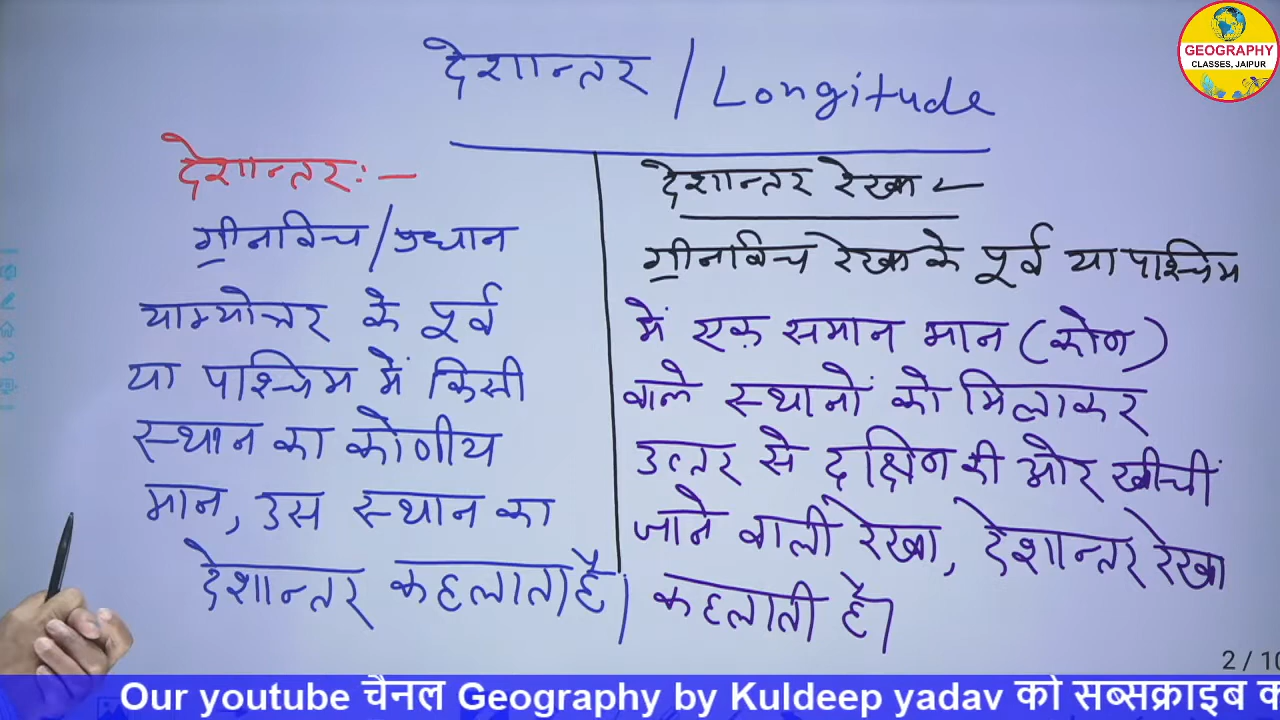 देशान्तर / Longitude
GEOGRAPHY
CLASSES, JAIPUR
देशान्तर :-
ग्रीनविच / प्रधान
याम्योत्तर के पूर्व
या पश्चिम में किसी
स्थान का कोणीय
मान, उस स्थान का
देशान्तर कहलाता है।
देशान्तर रेखा -
ग्रीनविच रेखा के पूर्व या पश्चिम
में एक समान मान (कोण)
वाले स्थानों को मिलाकर
उत्तर से दक्षिण की ओर खींचीं
जाने वाली रेखा, देशान्तर रेखा
कहलाती है।
2 / 10
Our youtube चैनल Geography by Kuldeep yadav को सब्सक्राइब क